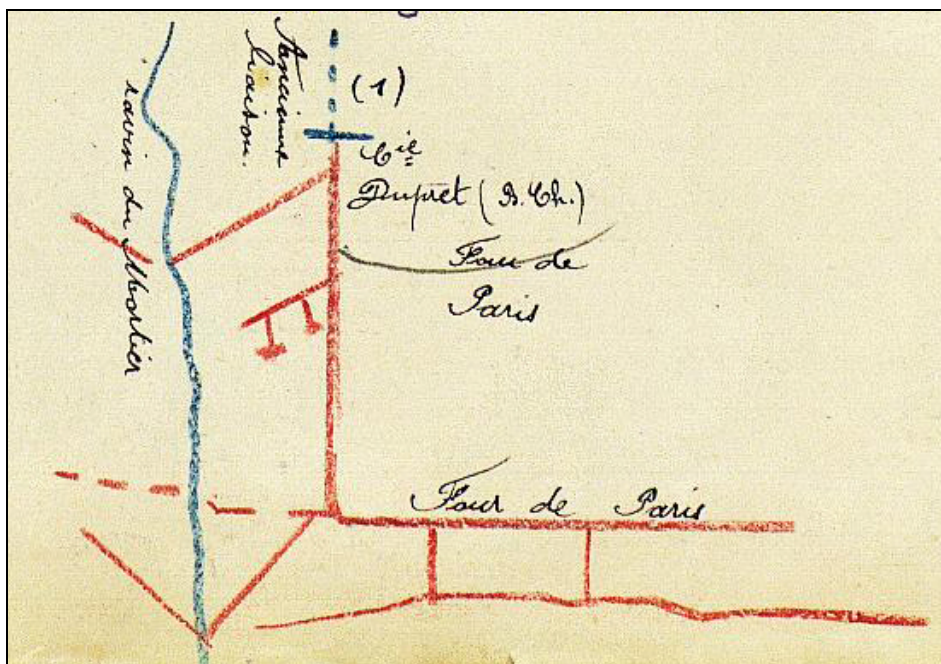 ravin du Mortier
Ancienne
liaison.
(1)
Cie
Dupret (B. Ch.)
Four de
Paris
Four de Paris